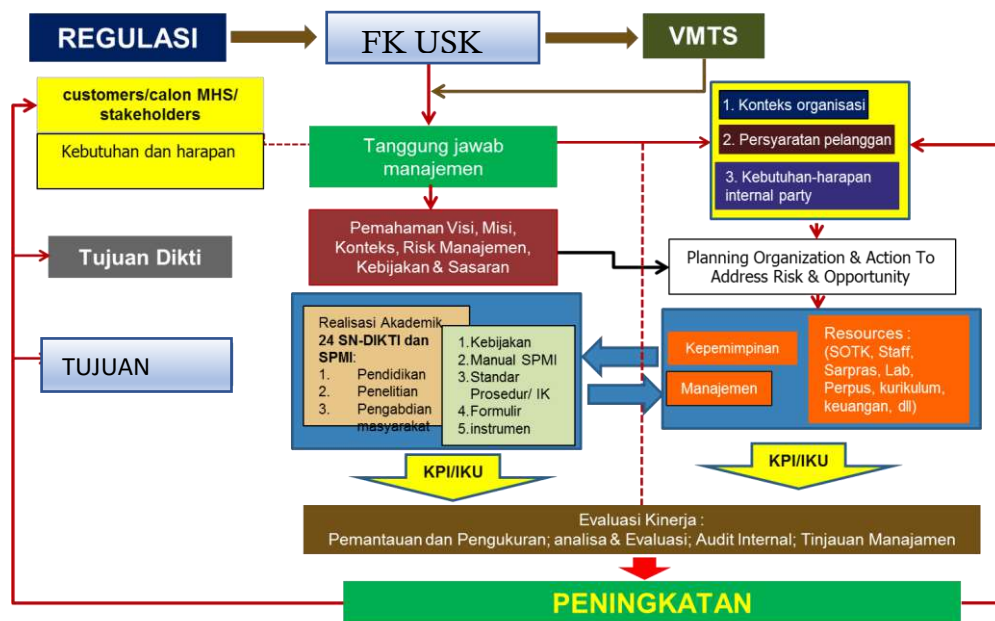 REGULASI
FK USK
VMTS
customers/calon MHS/
stakeholders
Kebutuhan dan harapan
Tanggung jawab
manajemen
1. Konteks organisasi
2. Persyaratan pelanggan
3. Kebutuhan-harapan
internal party
Tujuan Dikti
Pemahaman Visi, Misi,
Konteks, Risk Manajemen,
Kebijakan & Sasaran
Planning Organization & Action To
Address Risk & Opportunity
TUJUAN
Realisasi Akademik
24 SN-DIKTI dan
SPMI:
1. Pendidikan
2. Penelitian
3. Pengabdian
masyarakat
1.Kebijakan
2.Manual SPMI
3.Standar
Prosedur/ IK
4.Formulir
5.instrumen
Kepemimpinan
Manajemen
Resources :
(SOTK, Staff,
Sarpras, Lab,
Perpus, kurikulum,
keuangan, dll)
KPI/IKU
KPI/IKU
Evaluasi Kinerja :
Pemantauan dan Pengukuran; analisa & Evaluasi; Audit Internal; Tinjauan Manajamen
PENINGKATAN